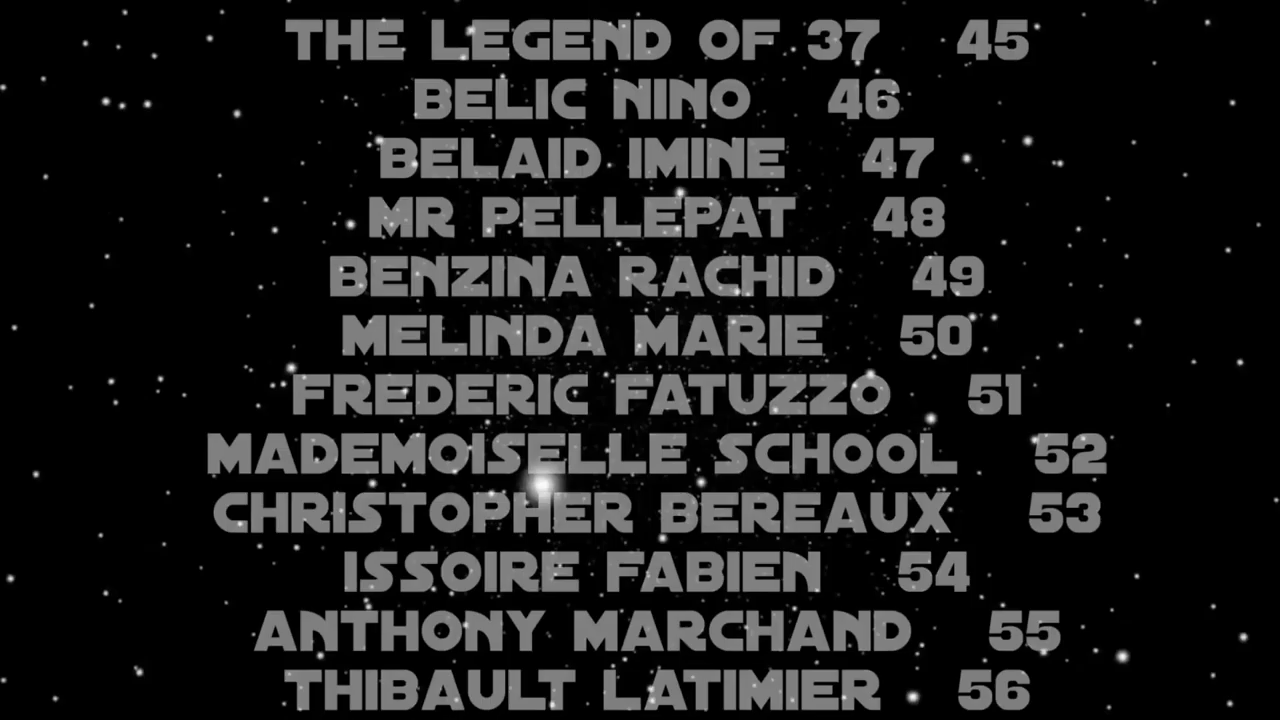 THE LEGEND OF 37 45
BELIC NINO 46
BELAID IMINE 47
MR PELLEPAT 48
BENZINA RACHID 49
MELINDA MARIE 50
FREDERIC FATUZZO 51
MADEMOISELLE SCHOOL 52
CHRISTOPHER BEREAUX 53
ISSOIRE FABIEN 54
ANTHONY MARCHAND 55
THIBAULT LATIMIER 56